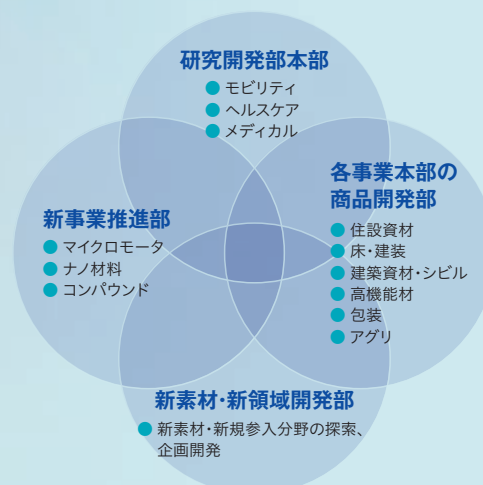 研究開発部本部
● モビリティ
● ヘルスケア
● メディカル
各事業本部の
商品開発部
● 住設資材
● 床・建装
● 建築資材・シビル
● 高機能材
● 包装
● アグリ
新事業推進部
● マイクロモータ
● ナノ材料
● コンパウンド
新素材・新領域開発部
● 新素材・新規参入分野の探索、
企画開発